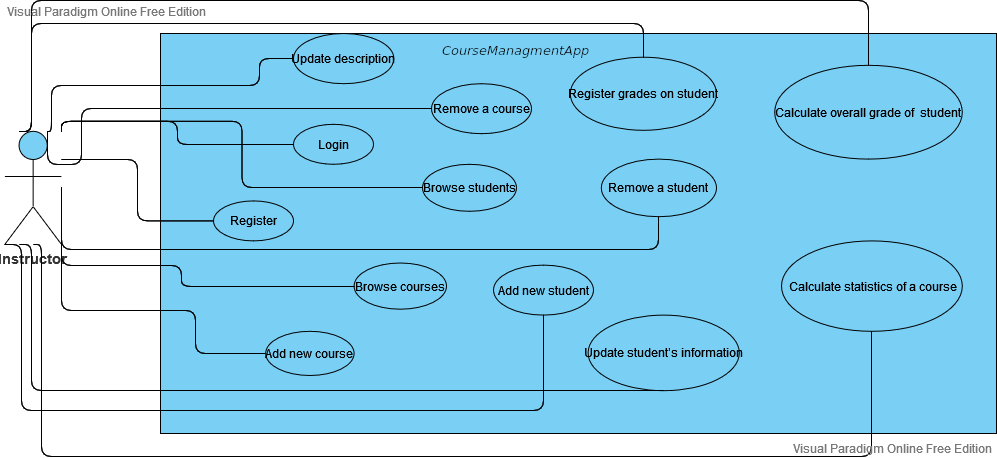 Visual Paradigm Online Free Edition
CourseManagmentApp
Update description
Register grades on student
Remove a course
Calculate overall grade of student
Login
Browse students
Remove a student
Register
Instructor
Browse courses
Add new student
Calculate statistics of a course
Add new course
Update student's information
Visual Paradigm Online Free Edition